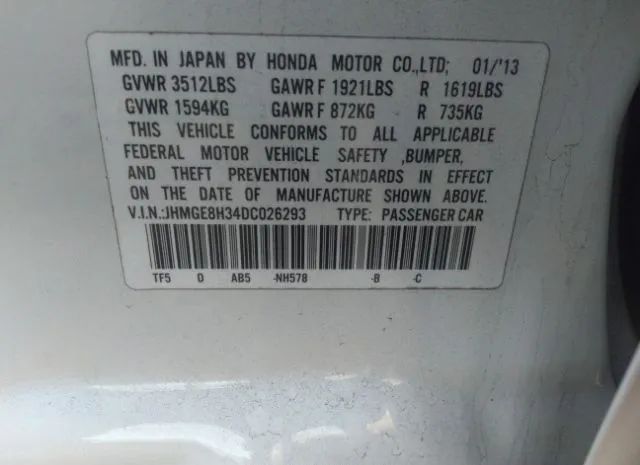 MFD. IN JAPAN BY HONDA MOTOR CO.,LTD; 01/'13
GVWR 3512LBS GAWR F 1921LBS R 1619LBS
GVWR 1594KG GAWR F 872KG R 735KG
THIS VEHICLE CONFORMS TO ALL APPLICABLE
FEDERAL MOTOR VEHICLE SAFETY ,BUMPER,
AND THEFT PREVENTION STANDARDS IN EFFECT
ON THE DATE OF MANUFACTURE SHOWN ABOVE.
V.I.N.:JHMGE8H34DC026293 TYPE: PASSENGER CAR
TF5 D AB5 -NH578 -B -C